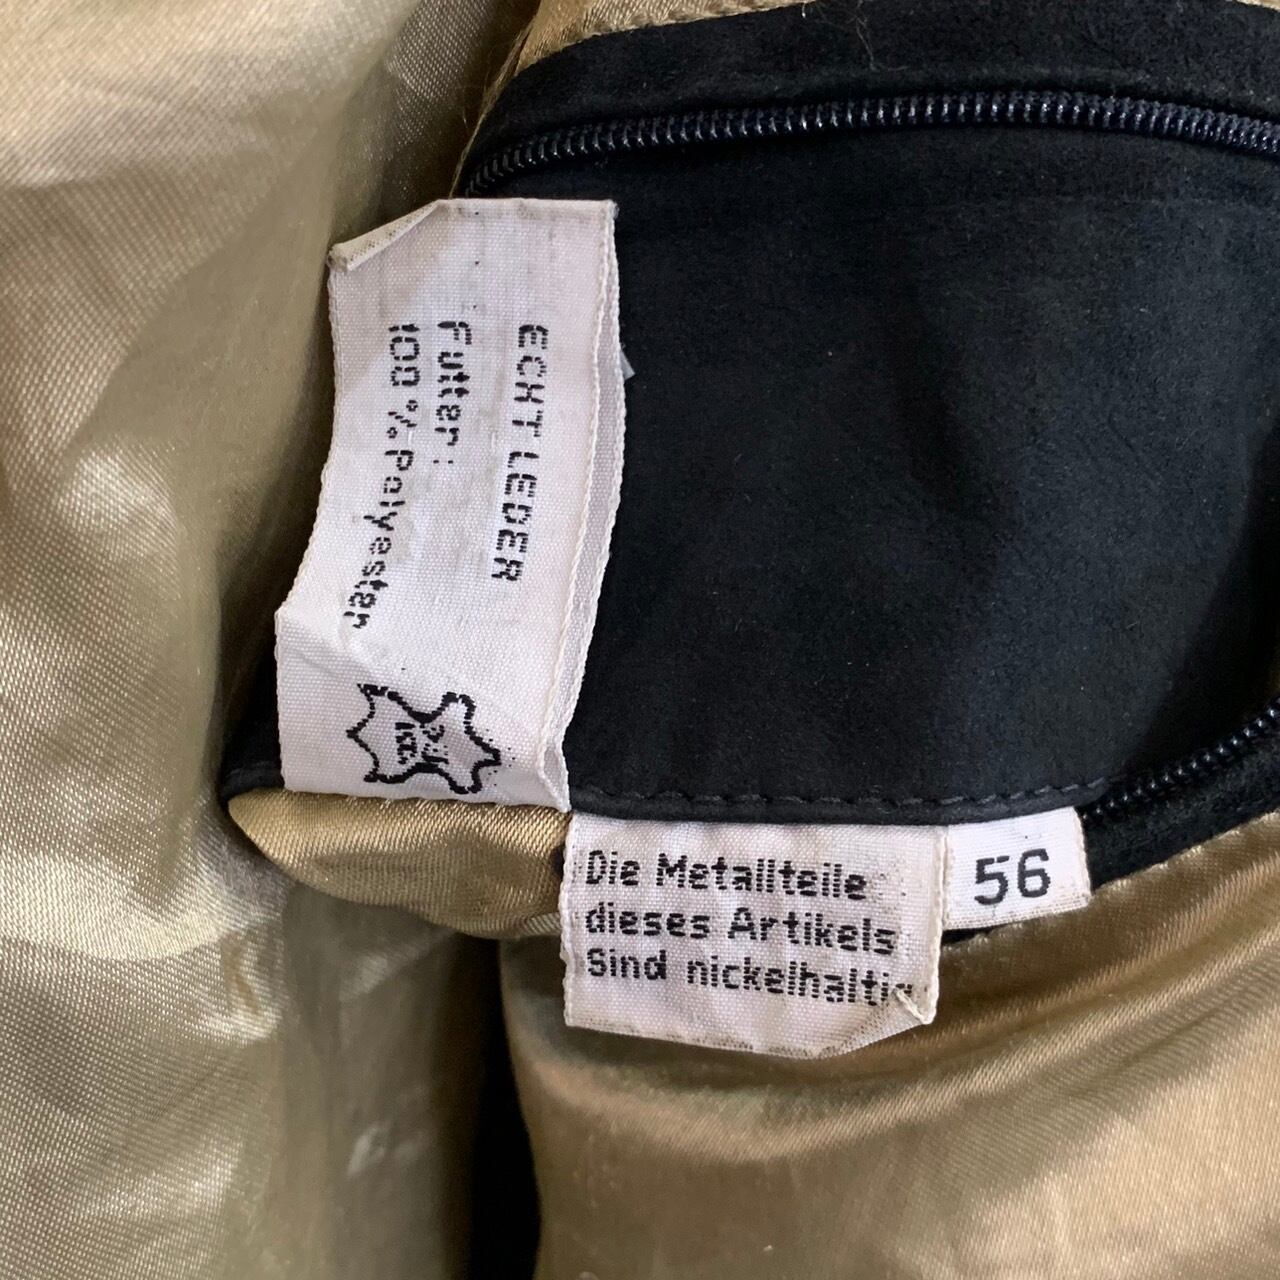 ECHT LEDER
Futter:
100% Polyester
Die Metallteile
dieses Artikels
Sind nickelhaltig
56